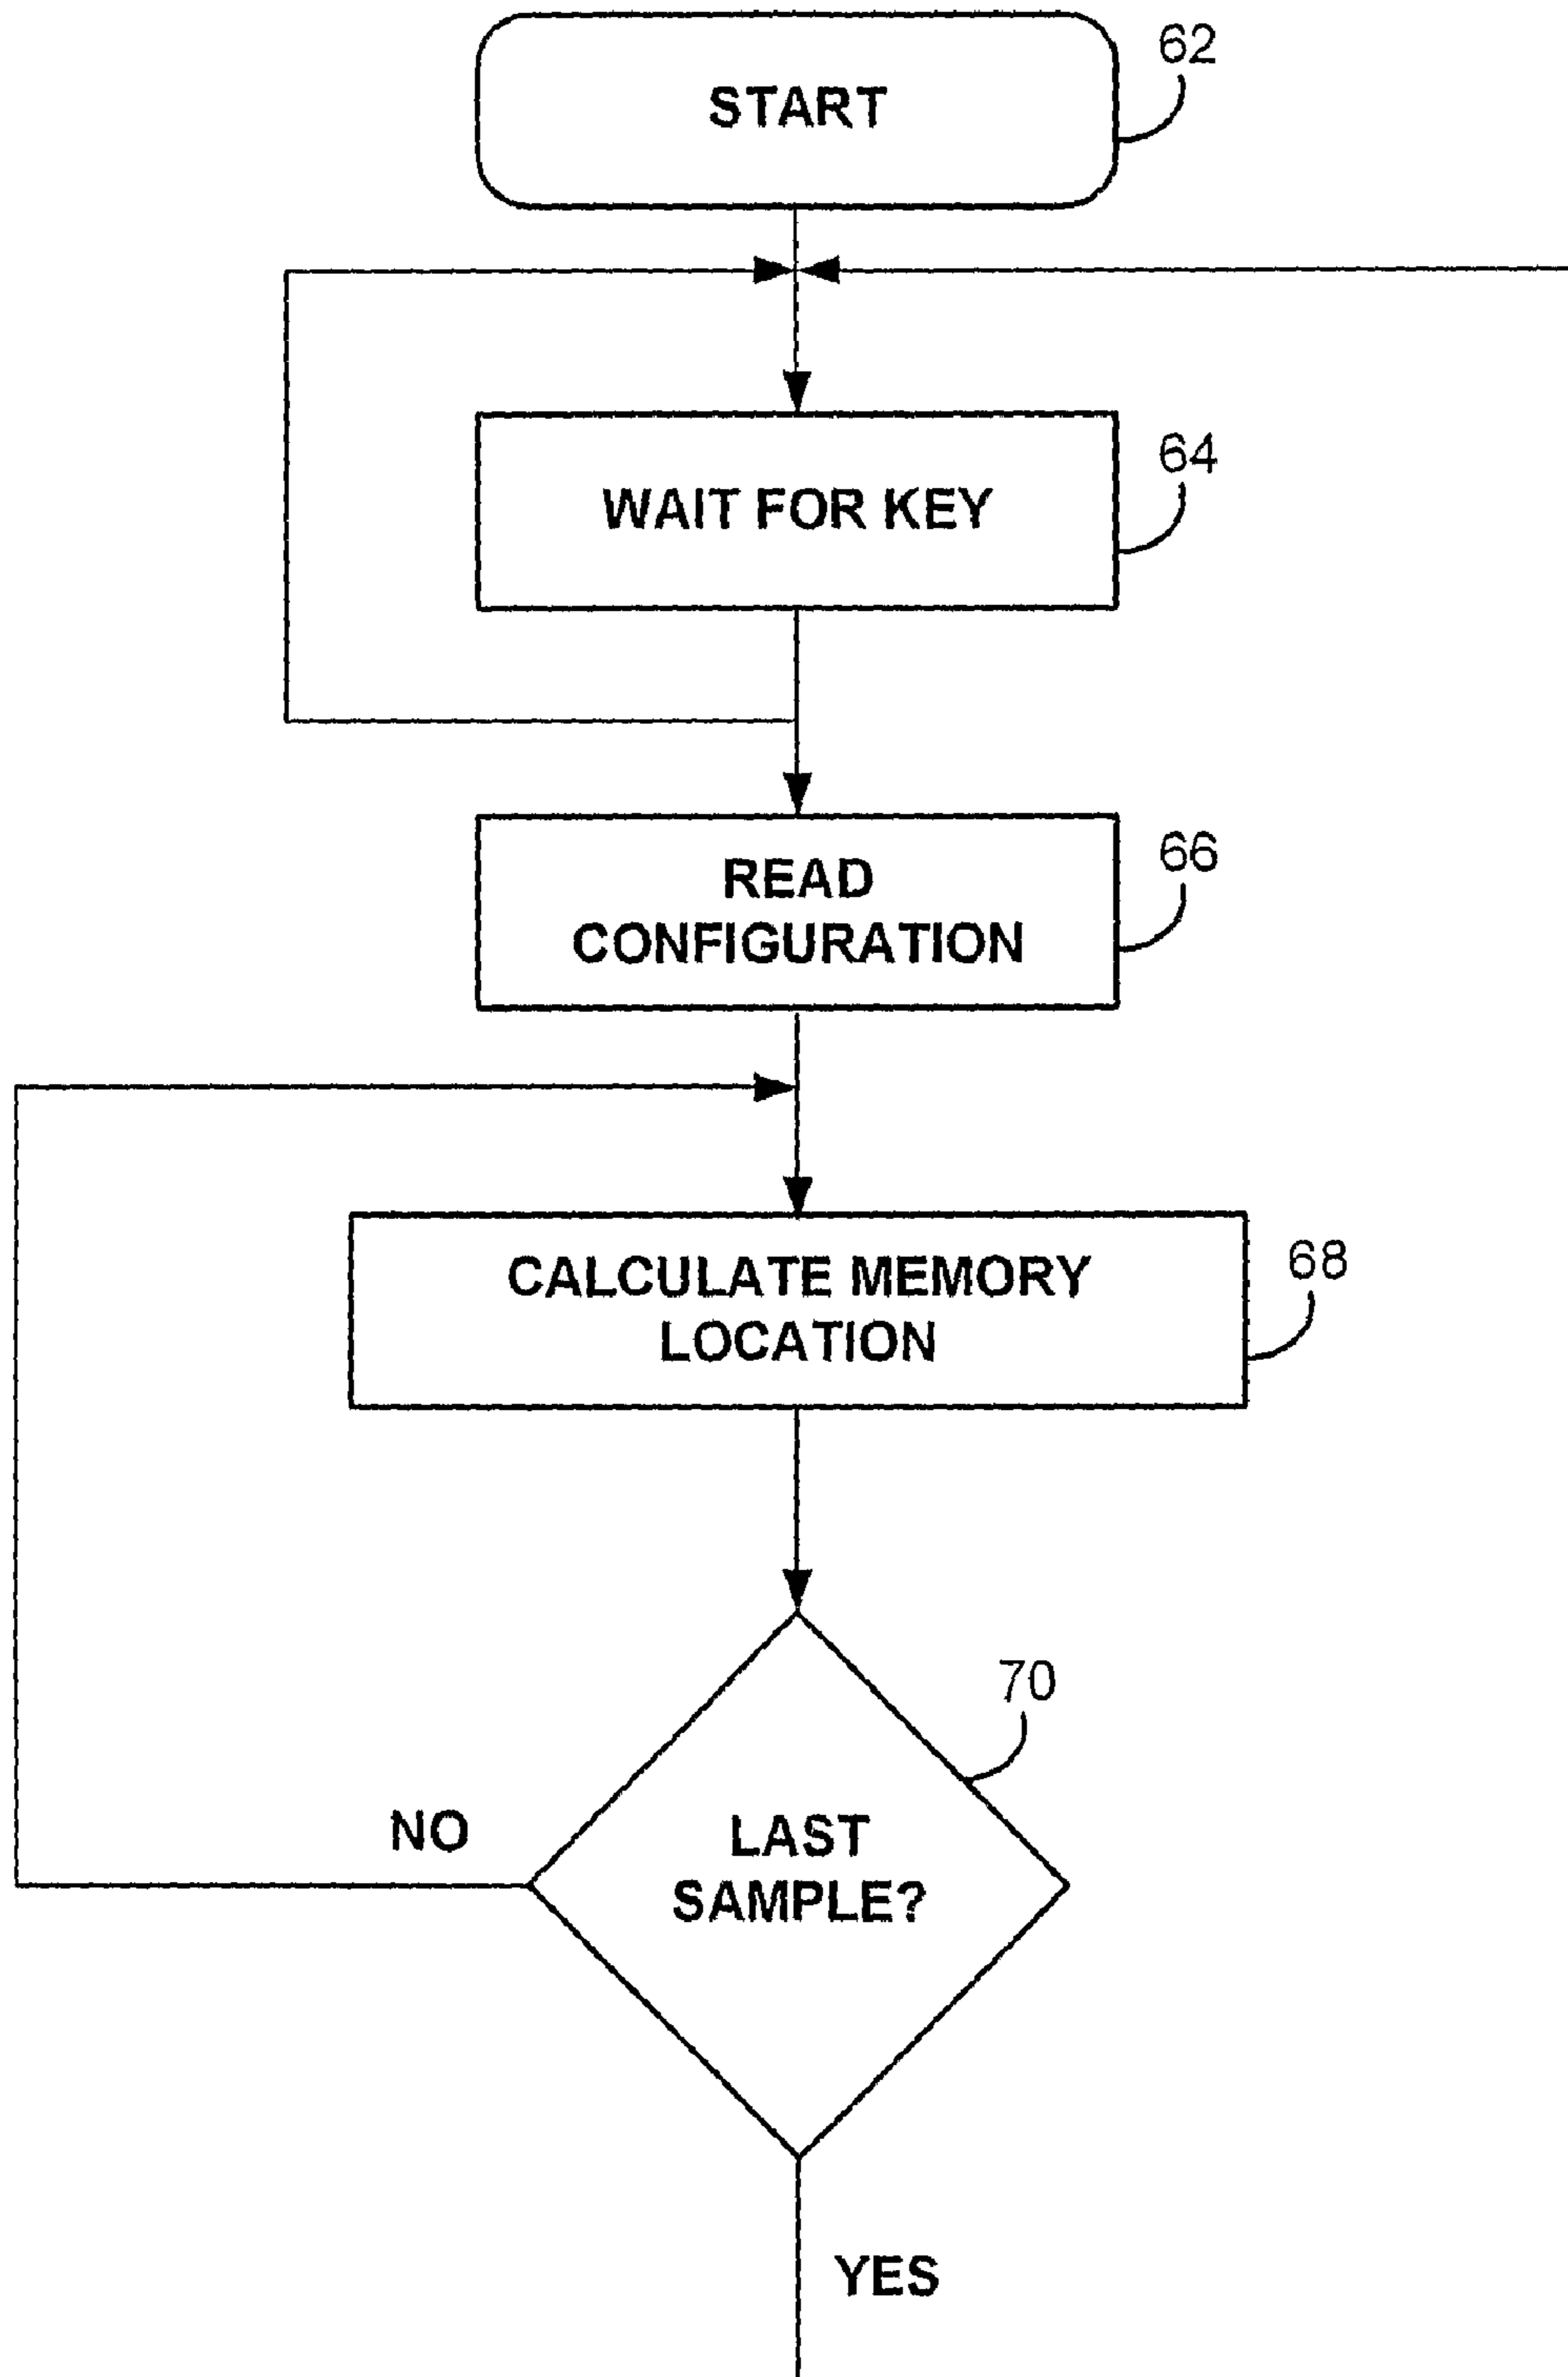 62
START
64
WAIT FOR KEY
66
READ
CONFIGURATION
68
CALCULATE MEMORY
LOCATION
70
NO
LAST
SAMPLE?
YES